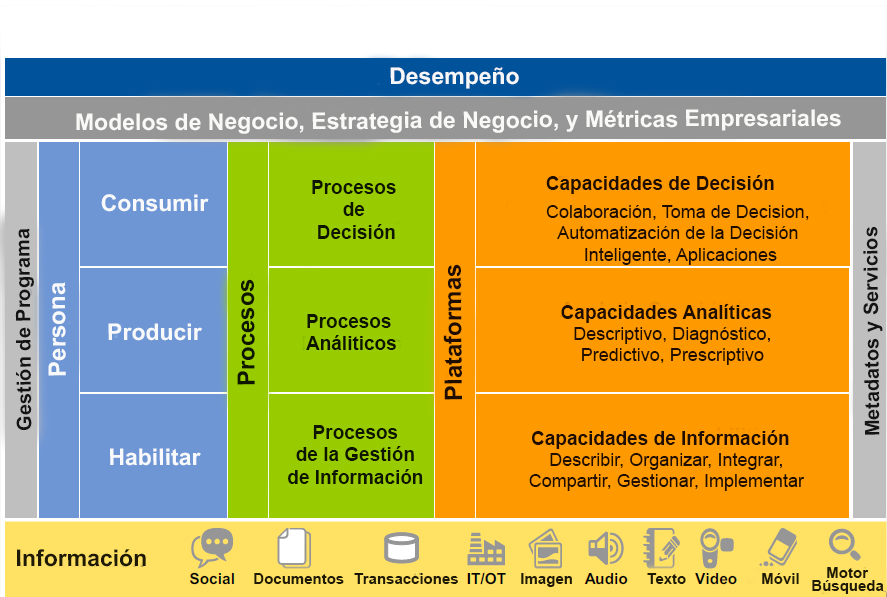 Desempeño
Modelos de Negocio, Estrategia de Negocio, y Métricas Empresariales
Gestión de Programa
Persona
Consumir
Producir
Habilitar
Procesos
Procesos
de
Decisión
Procesos
Análiticos
Procesos
de la Gestión
de Información
Plataformas
Capacidades de Decisión
Colaboración, Toma de Decision,
Automatización de la Decisión
Inteligente, Aplicaciones
Capacidades Analíticas
Descriptivo, Diagnóstico,
Predictivo, Prescriptivo
Capacidades de Información
Describir, Organizar, Integrar,
Compartir, Gestionar, Implementar
Metadatos y Servicios
Información
Social
Documentos
Transacciones
IT/OT
Imagen
Audio
Texto
Video
Móvil
Motor
Búsqueda